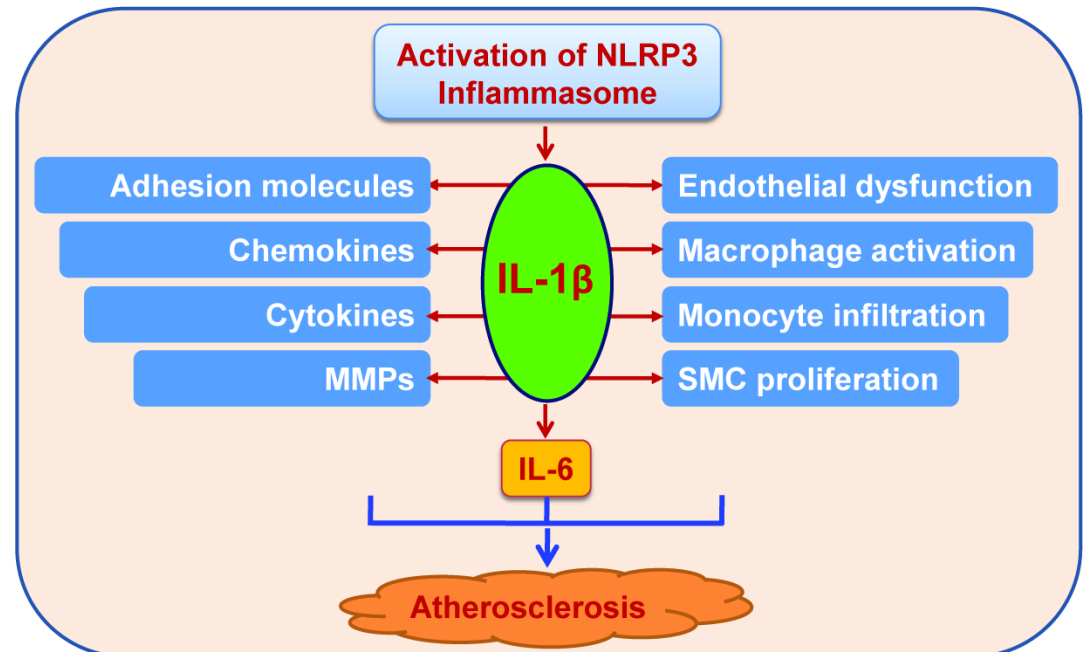 Activation of NLRP3
Inflammasome
Adhesion molecules
Endothelial dysfunction
Chemokines
Macrophage activation
IL-1β
Cytokines
Monocyte infiltration
MMPs
SMC proliferation
IL-6
Atherosclerosis